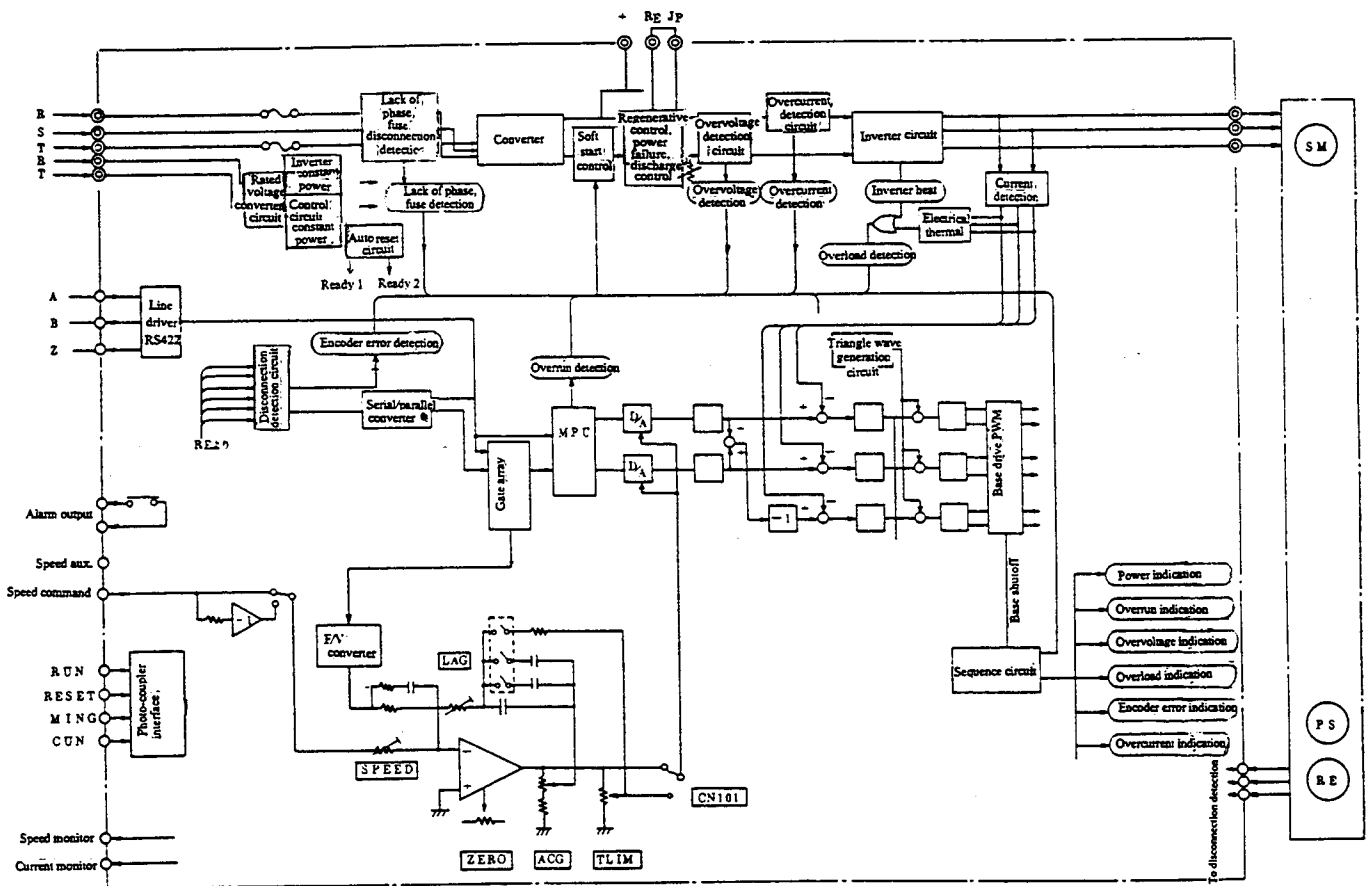 + RE JP
R
S
T
R
T
Lack of
phase,
fuse
disconnection
detection
Converter
Soft
start
control
Regenerative
control,
power
failure,
discharge
control
Overvoltage
detection
circuit
Overcurrent
detection
circuit
Inverter circuit
SM
Rated
voltage
converter
circuit
Inverter
constant
power
Control
circuit
constant
power
Lack of phase,
fuse detection
Overvoltage
detection
Overcurrent
detection
Inverter heat
Current
detection
Electrical
thermal
Auto reset
circuit
Overload detection
Ready 1
Ready 2
A
B
Z
Line
driver
RS422
Encoder error detection
Disconnection
detection circuit
Serial/parallel
converter
Overrun detection
Triangle wave
generation
circuit
MPC
D/A
D/A
Gate array
+
−
−
+
−
+
−
−1
Base drive PWM
Base shutoff
Alarm output
Speed aux.
Speed command
−1
F/V
converter
LAG
Sequence circuit
Power indication
Overrun indication
Overvoltage indication
Overload indication
Encoder error indication
Overcurrent indication
RUN
RESET
MING
CUN
Photo-coupler
interface
SPEED
−
+
CN101
PS
RE
To disconnection detection
ZERO
ACG
TLIM
Speed monitor
Current monitor